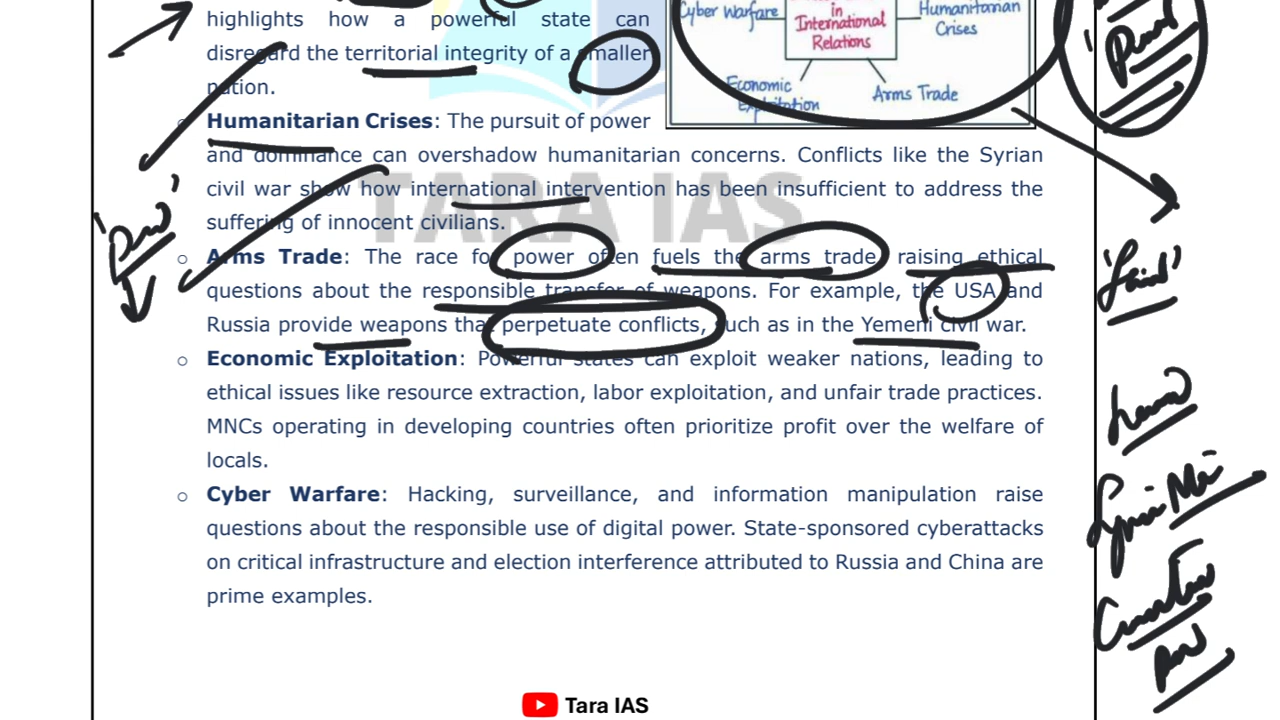 highlights how a powerful state can
disregard the territorial integrity of a smaller
nation.
Cyber Warfare
in
International
Relations
Humanitarian
Crises
Economic
Exploitation
Arms Trade
Humanitarian Crises: The pursuit of power
and dominance can overshadow humanitarian concerns. Conflicts like the Syrian
civil war show how international intervention has been insufficient to address the
suffering of innocent civilians.
TARA IAS
Arms Trade: The race for power often fuels the arms trade, raising ethical
questions about the responsible transfer of weapons. For example, the USA and
Russia provide weapons that perpetuate conflicts, such as in the Yemeni civil war.
Economic Exploitation: Powerful states can exploit weaker nations, leading to
ethical issues like resource extraction, labor exploitation, and unfair trade practices.
MNCs operating in developing countries often prioritize profit over the welfare of
locals.
Cyber Warfare: Hacking, surveillance, and information manipulation raise
questions about the responsible use of digital power. State-sponsored cyberattacks
on critical infrastructure and election interference attributed to Russia and China are
prime examples.
Tara IAS